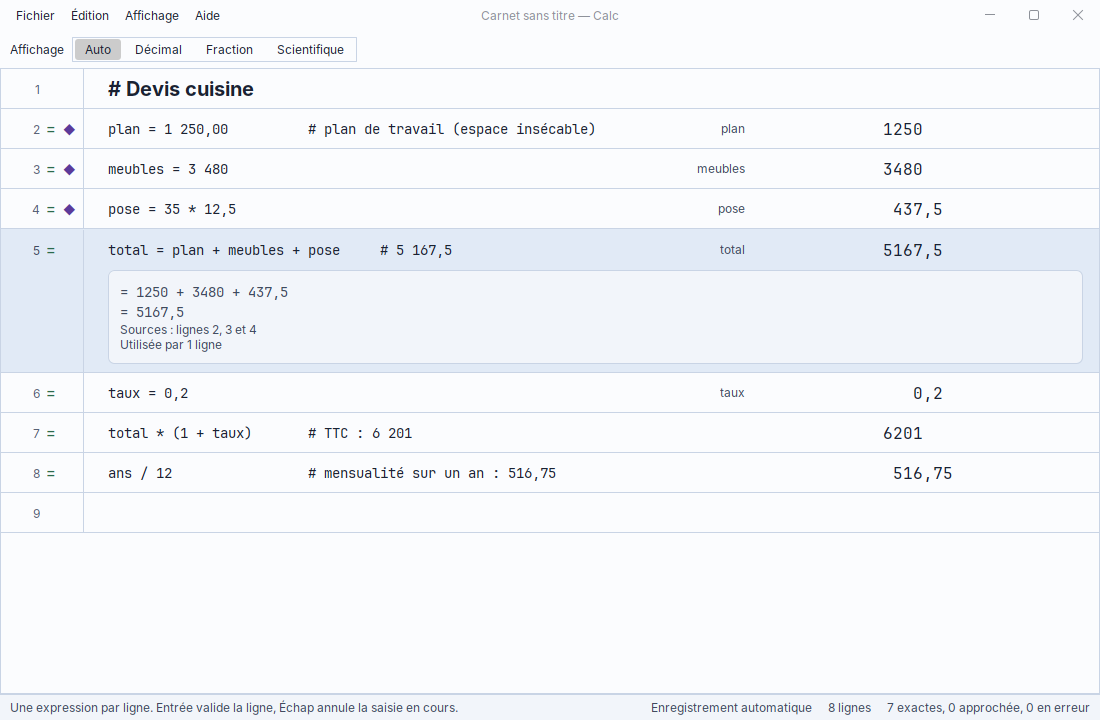 Fichier Édition Affichage Aide Carnet sans titre — Calc
Affichage Auto Décimal Fraction Scientifique
1 # Devis cuisine
2 = ◆ plan = 1 250,00 # plan de travail (espace insécable) plan 1250
3 = ◆ meubles = 3 480 meubles 3480
4 = ◆ pose = 35 * 12,5 pose 437,5
5 = total = plan + meubles + pose # 5 167,5 total 5167,5
= 1250 + 3480 + 437,5
= 5167,5
Sources : lignes 2, 3 et 4
Utilisée par 1 ligne
6 = taux = 0,2 taux 0,2
7 = total * (1 + taux) # TTC : 6 201 6201
8 = ans / 12 # mensualité sur un an : 516,75 516,75
9
Une expression par ligne. Entrée valide la ligne, Échap annule la saisie en cours. Enregistrement automatique 8 lignes 7 exactes, 0 approchée, 0 en erreur